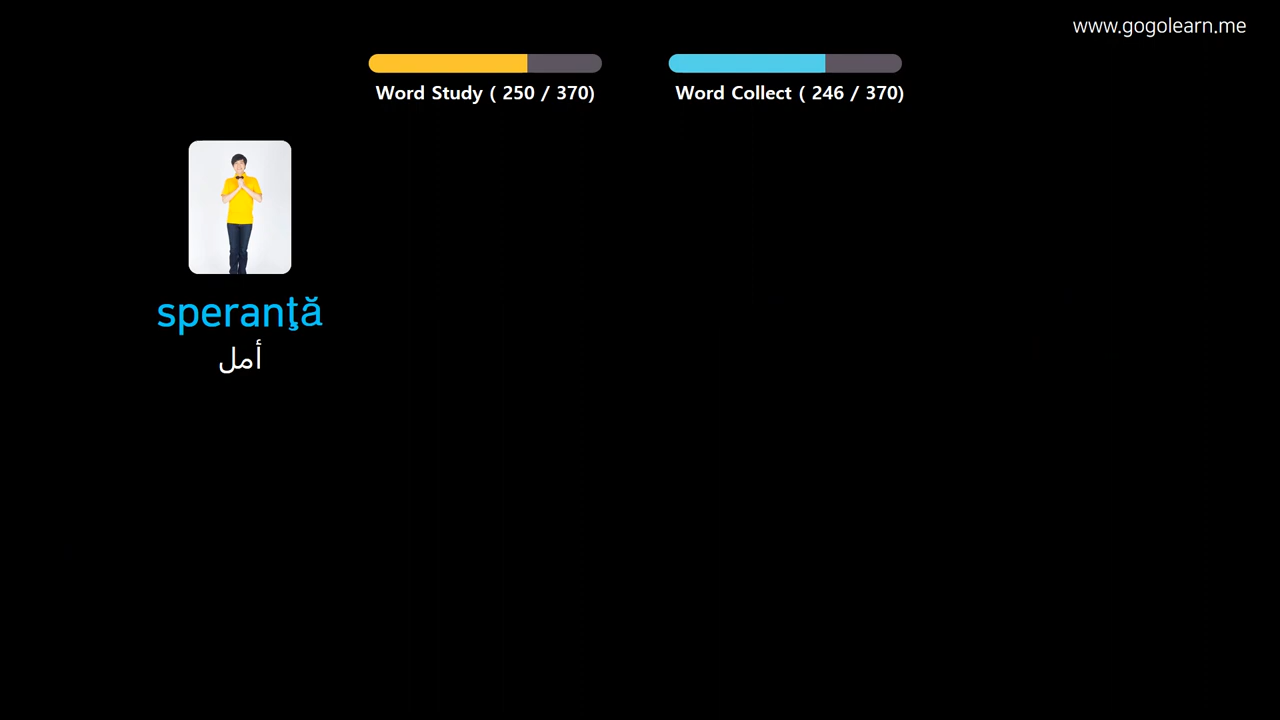 www.gogolearn.me
Word Study ( 250 / 370)
Word Collect ( 246 / 370)
speranţă
أمل